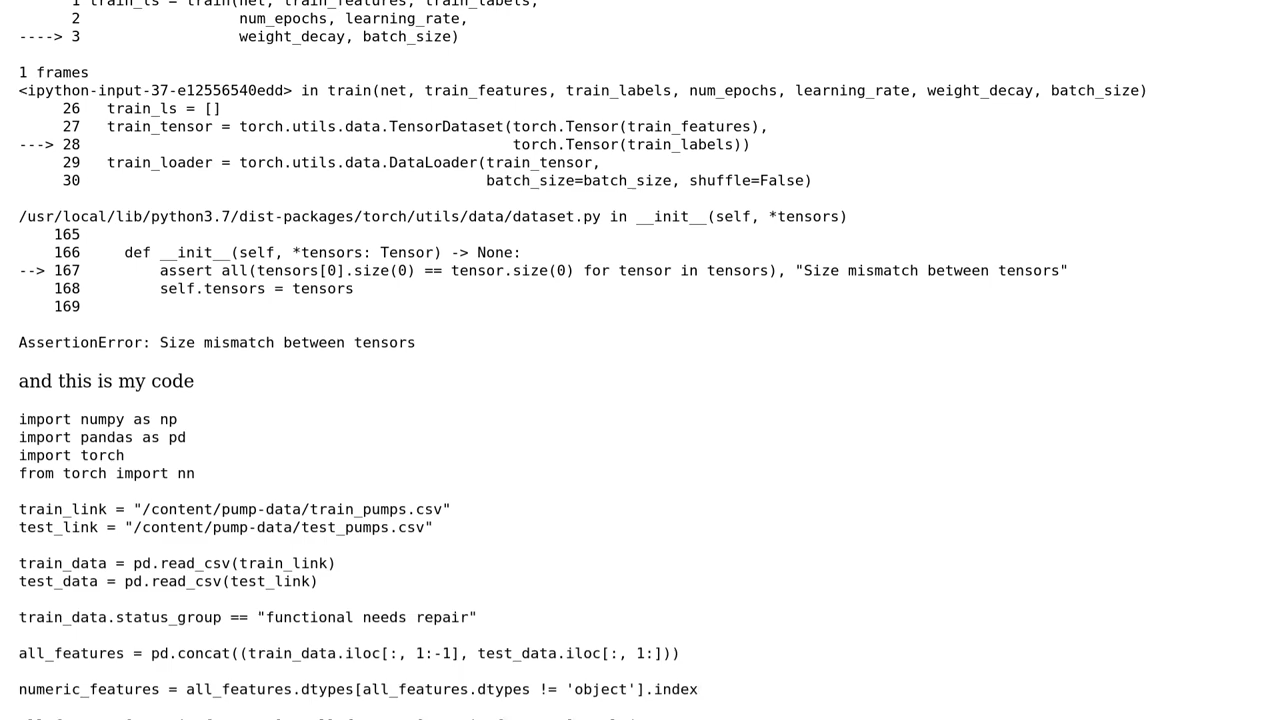 1 train_ls = train(net, train_features, train_labels,
2 num_epochs, learning_rate,
----> 3 weight_decay, batch_size)
1 frames
<ipython-input-37-e12556540edd> in train(net, train_features, train_labels, num_epochs, learning_rate, weight_decay, batch_size)
26 train_ls = []
27 train_tensor = torch.utils.data.TensorDataset(torch.Tensor(train_features),
---> 28 torch.Tensor(train_labels))
29 train_loader = torch.utils.data.DataLoader(train_tensor,
30 batch_size=batch_size, shuffle=False)
/usr/local/lib/python3.7/dist-packages/torch/utils/data/dataset.py in __init__(self, *tensors)
165
166 def __init__(self, *tensors: Tensor) -> None:
--> 167 assert all(tensors[0].size(0) == tensor.size(0) for tensor in tensors), "Size mismatch between tensors"
168 self.tensors = tensors
169
AssertionError: Size mismatch between tensors
and this is my code
import numpy as np
import pandas as pd
import torch
from torch import nn
train_link = "/content/pump-data/train_pumps.csv"
test_link = "/content/pump-data/test_pumps.csv"
train_data = pd.read_csv(train_link)
test_data = pd.read_csv(test_link)
train_data.status_group == "functional needs repair"
all_features = pd.concat((train_data.iloc[:, 1:-1], test_data.iloc[:, 1:]))
numeric_features = all_features.dtypes[all_features.dtypes != 'object'].index